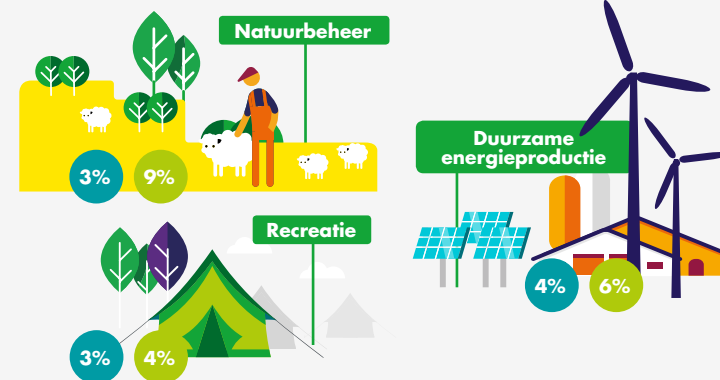 Natuurbeheer
3%
9%
Duurzame
energieproductie
4%
6%
Recreatie
3%
4%